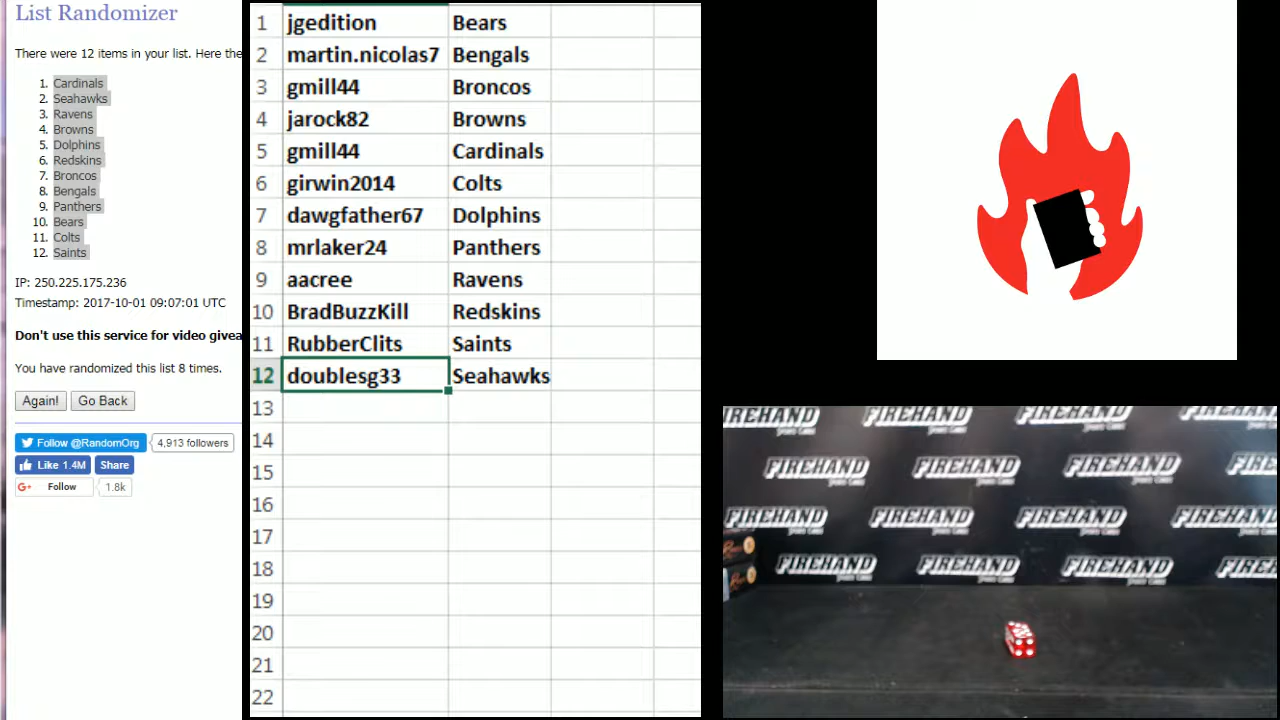 List Randomizer
There were 12 items in your list. Here the
1. Cardinals
2. Seahawks
3. Ravens
4. Browns
5. Dolphins
6. Redskins
7. Broncos
8. Bengals
9. Panthers
10. Bears
11. Colts
12. Saints
IP: 250.225.175.236
Timestamp: 2017-10-01 09:07:01 UTC
Don't use this service for video givea
You have randomized this list 8 times.
Again! Go Back
Follow @RandomOrg 4,913 followers
Like 1.4M Share
G+ Follow 1.8k
1 jgedition Bears
2 martin.nicolas7 Bengals
3 gmill44 Broncos
4 jarock82 Browns
5 gmill44 Cardinals
6 girwin2014 Colts
7 dawgfather67 Dolphins
8 mrlaker24 Panthers
9 aacree Ravens
10 BradBuzzKill Redskins
11 RubberClits Saints
12 doublesg33 Seahawks
13
14
15
16
17
18
19
20
21
22
FIREHAND FIREHAND FIREHAND FIREHAND
FIREHAND FIREHAND FIREHAND FIRE
FIREHAND FIREHAND FIREHAND FIREHAND
FIREHAND FIREHAND FIREHAND FIREH